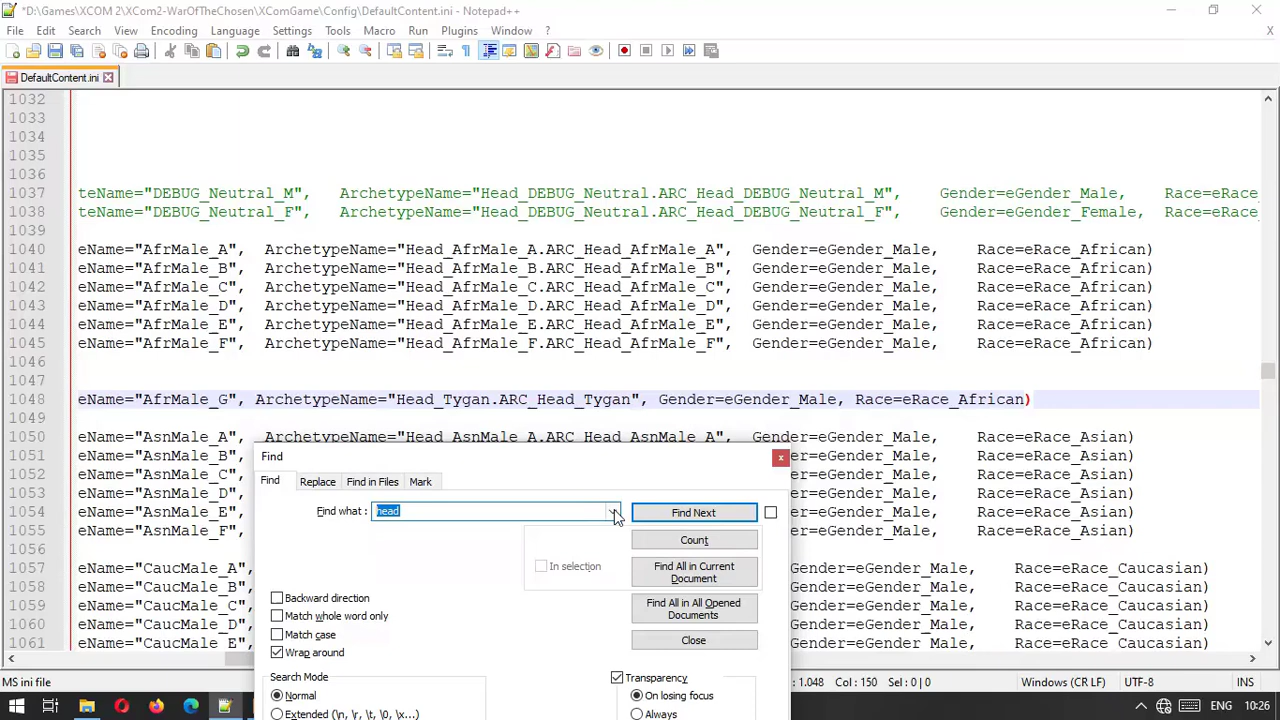 *D:\Games\XCOM 2\XCom2-WarOfTheChosen\XComGame\Config\DefaultContent.ini - Notepad++
File Edit Search View Encoding Language Settings Tools Macro Run Plugins Window ? X
DefaultContent.ini
1032
1033
1034
1035
1036
1037 teName="DEBUG_Neutral_M", ArchetypeName="Head_DEBUG_Neutral.ARC_Head_DEBUG_Neutral_M", Gender=eGender_Male, Race=eRace
1038 teName="DEBUG_Neutral_F", ArchetypeName="Head_DEBUG_Neutral.ARC_Head_DEBUG_Neutral_F", Gender=eGender_Female, Race=eRace_
1039
1040 eName="AfrMale_A", ArchetypeName="Head_AfrMale_A.ARC_Head_AfrMale_A", Gender=eGender_Male, Race=eRace_African)
1041 eName="AfrMale_B", ArchetypeName="Head_AfrMale_B.ARC_Head_AfrMale_B", Gender=eGender_Male, Race=eRace_African)
1042 eName="AfrMale_C", ArchetypeName="Head_AfrMale_C.ARC_Head_AfrMale_C", Gender=eGender_Male, Race=eRace_African)
1043 eName="AfrMale_D", ArchetypeName="Head_AfrMale_D.ARC_Head_AfrMale_D", Gender=eGender_Male, Race=eRace_African)
1044 eName="AfrMale_E", ArchetypeName="Head_AfrMale_E.ARC_Head_AfrMale_E", Gender=eGender_Male, Race=eRace_African)
1045 eName="AfrMale_F", ArchetypeName="Head_AfrMale_F.ARC_Head_AfrMale_F", Gender=eGender_Male, Race=eRace_African)
1046
1047
1048 eName="AfrMale_G", ArchetypeName="Head_Tygan.ARC_Head_Tygan", Gender=eGender_Male, Race=eRace_African)
1049
1050 eName="AsnMale_A", ArchetypeName="Head_AsnMale_A.ARC_Head_AsnMale_A", Gender=eGender_Male, Race=eRace_Asian)
1051 eName="AsnMale_B", Race=eRace_Asian)
1052 eName="AsnMale_C", Race=eRace_Asian)
1053 eName="AsnMale_D", Race=eRace_Asian)
1054 eName="AsnMale_E", Race=eRace_Asian)
1055 eName="AsnMale_F", Race=eRace_Asian)
1056
1057 eName="CaucMale_A", Gender=eGender_Male, Race=eRace_Caucasian)
1058 eName="CaucMale_B", Gender=eGender_Male, Race=eRace_Caucasian)
1059 eName="CaucMale_C", Gender=eGender_Male, Race=eRace_Caucasian)
1060 eName="CaucMale_D", Gender=eGender_Male, Race=eRace_Caucasian)
1061 eName="CaucMale_E", Gender=eGender_Male, Race=eRace_Caucasian)
Find
Find Replace Find in Files Mark
Find what : head Find Next
Count
In selection
Find All in Current Document
Backward direction
Find All in All Opened Documents
Match whole word only
Match case
Close
Wrap around
Search Mode
Transparency
Normal
On losing focus
Extended (\n, \r, \t, \0, \x...)
Always
MS ini file : 1.048 Col : 150 Sel : 0 | 0 Windows (CR LF) UTF-8 INS
ENG 10:26